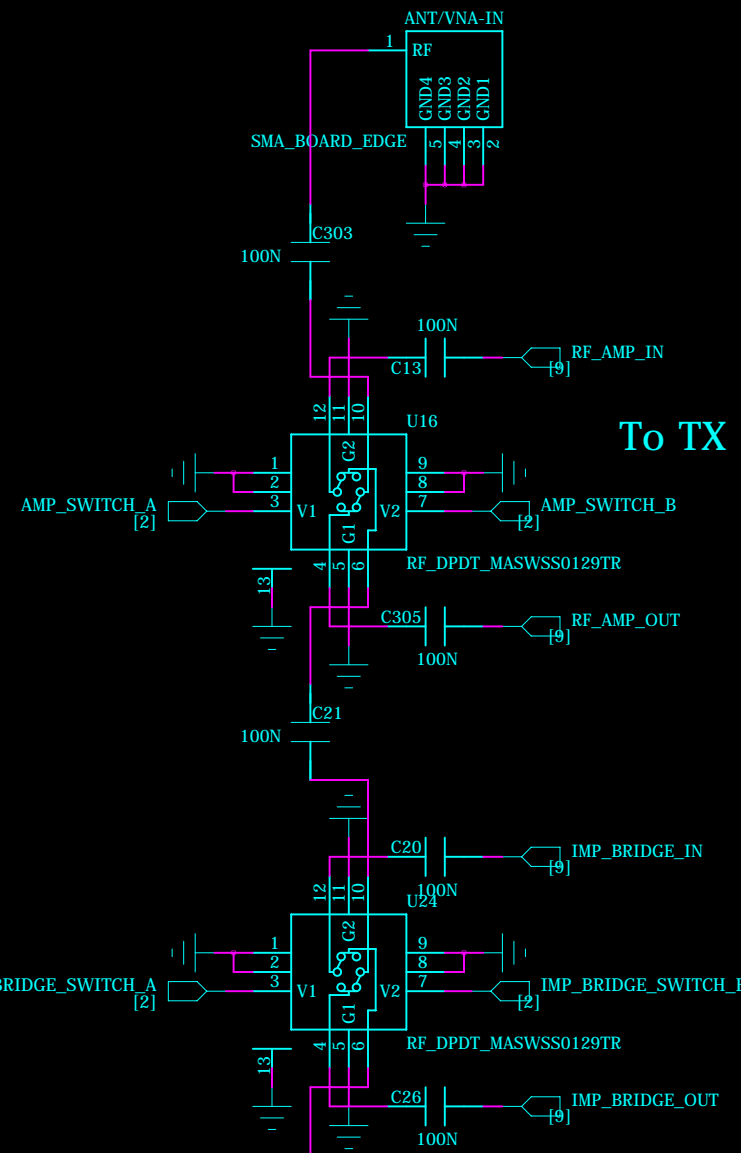 ANT/VNA-IN
1
RF
GND4
GND3
GND2
GND1
SMA_BOARD_EDGE
5
4
3
2
C303
100N
100N
C13
RF_AMP_IN
[9]
12
11
10
U16
To TX
G2
1
2
3
V1
V2
9
8
7
AMP_SWITCH_A
[2]
AMP_SWITCH_B
[2]
G1
4
5
6
RF_DPDT_MASWSS0129TR
13
C305
100N
RF_AMP_OUT
[9]
C21
100N
C20
100N
IMP_BRIDGE_IN
[9]
12
11
10
U24
G2
1
2
3
V1
V2
9
8
7
BRIDGE_SWITCH_A
[2]
IMP_BRIDGE_SWITCH_
[2]
G1
4
5
6
RF_DPDT_MASWSS0129TR
13
C26
100N
IMP_BRIDGE_OUT
[9]